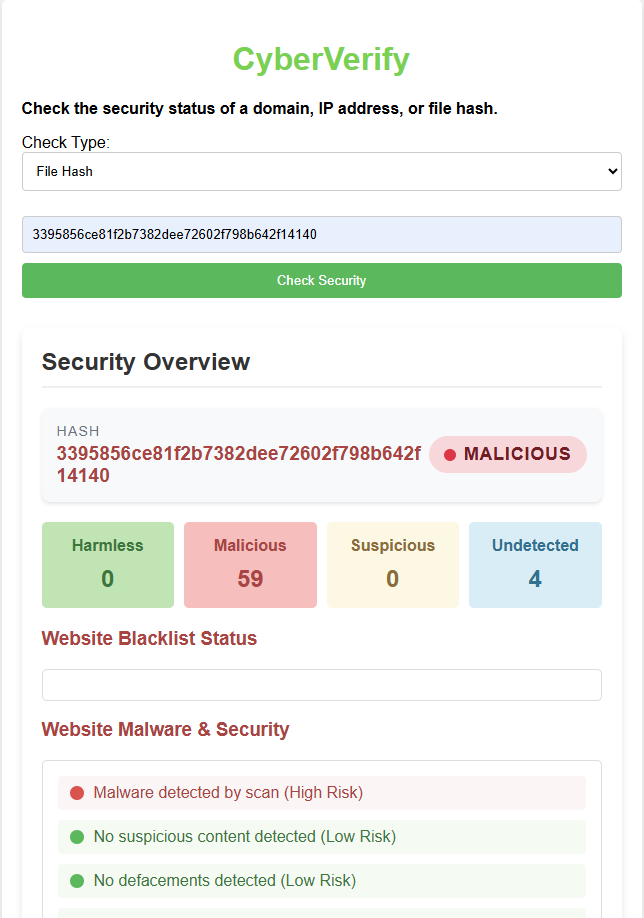 CyberVerify
Check the security status of a domain, IP address, or file hash.
Check Type:
File Hash
3395856ce81f2b7382dee72602f798b642f14140
Check Security
Security Overview
HASH
3395856ce81f2b7382dee72602f798b642f
14140
MALICIOUS
Harmless
0
Malicious
59
Suspicious
0
Undetected
4
Website Blacklist Status
Website Malware & Security
Malware detected by scan (High Risk)
No suspicious content detected (Low Risk)
No defacements detected (Low Risk)